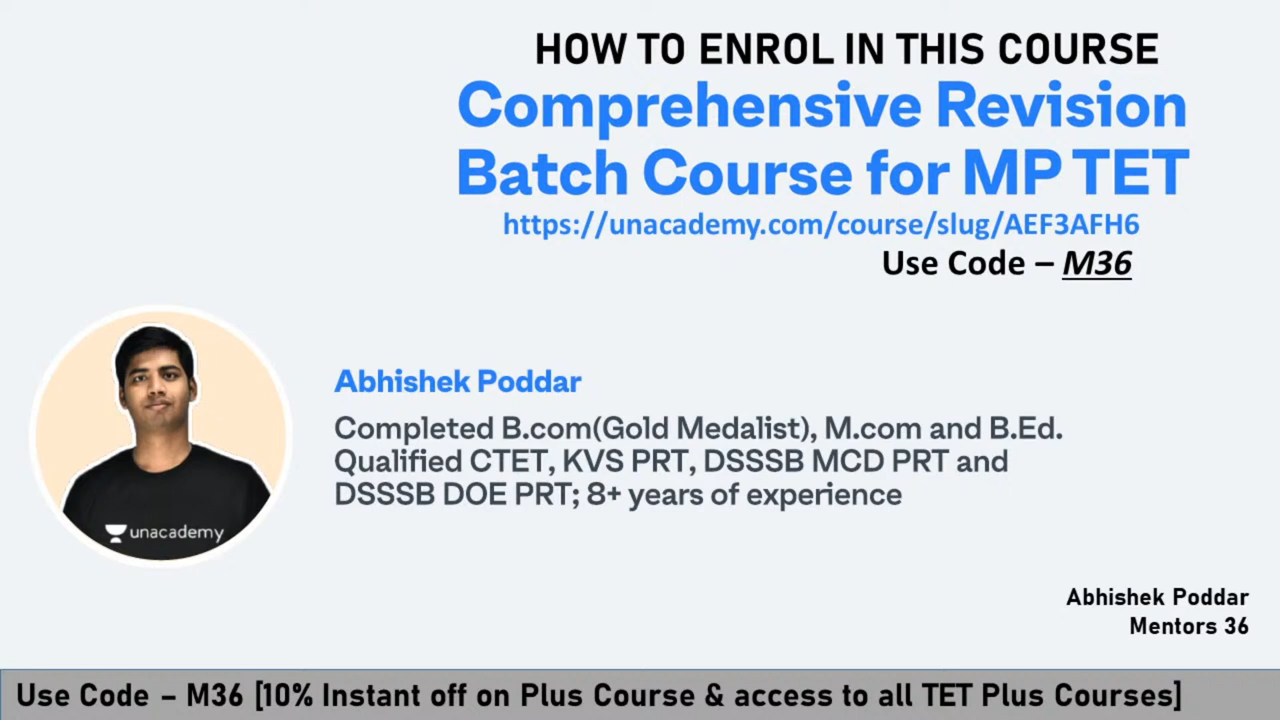 HOW TO ENROL IN THIS COURSE
Comprehensive Revision
Batch Course for MP TET
https://unacademy.com/course/slug/AEF3AFH6
Use Code – M36
Abhishek Poddar
Completed B.com(Gold Medalist), M.com and B.Ed.
Qualified CTET, KVS PRT, DSSSB MCD PRT and
DSSSB DOE PRT; 8+ years of experience
unacademy
Abhishek Poddar
Mentors 36
Use Code – M36 [10% Instant off on Plus Course & access to all TET Plus Courses]